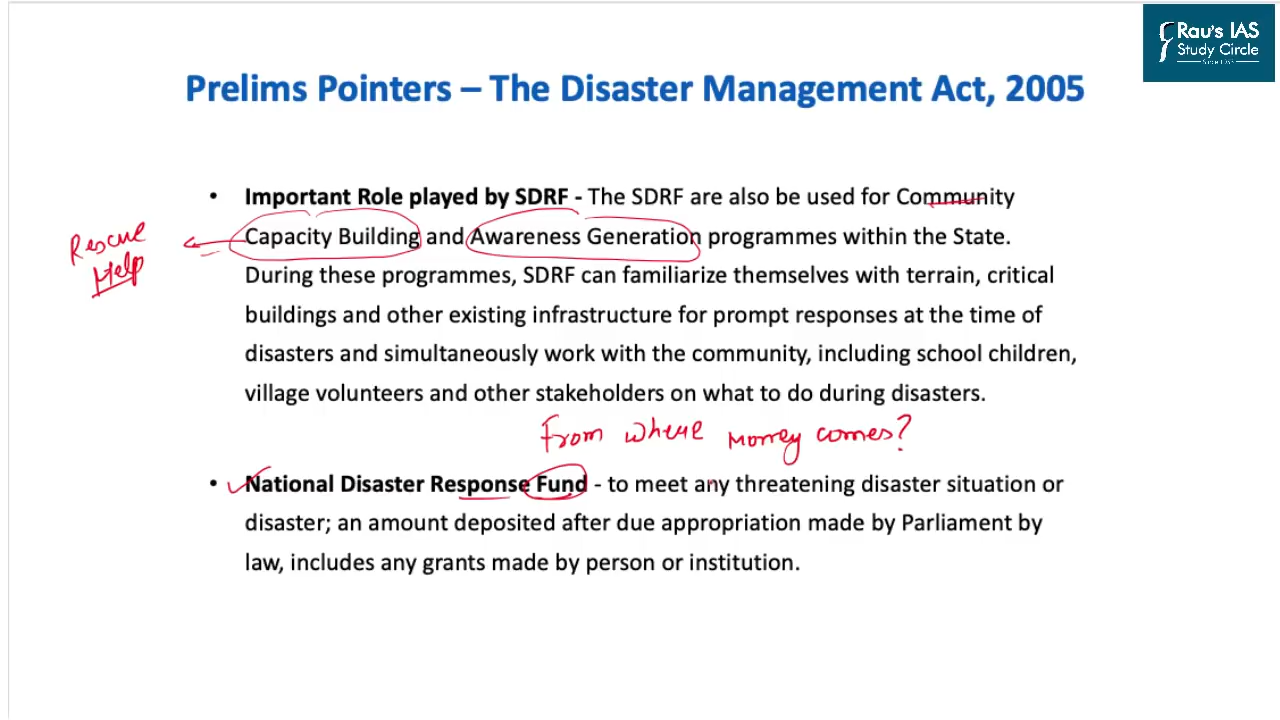 Rau's IAS
Study Circle
Prelims Pointers – The Disaster Management Act, 2005
• Important Role played by SDRF - The SDRF are also be used for Community
Capacity Building and Awareness Generation programmes within the State.
During these programmes, SDRF can familiarize themselves with terrain, critical
buildings and other existing infrastructure for prompt responses at the time of
disasters and simultaneously work with the community, including school children,
village volunteers and other stakeholders on what to do during disasters.
Rescue
Help
From where money comes?
• National Disaster Response Fund - to meet any threatening disaster situation or
disaster; an amount deposited after due appropriation made by Parliament by
law, includes any grants made by person or institution.